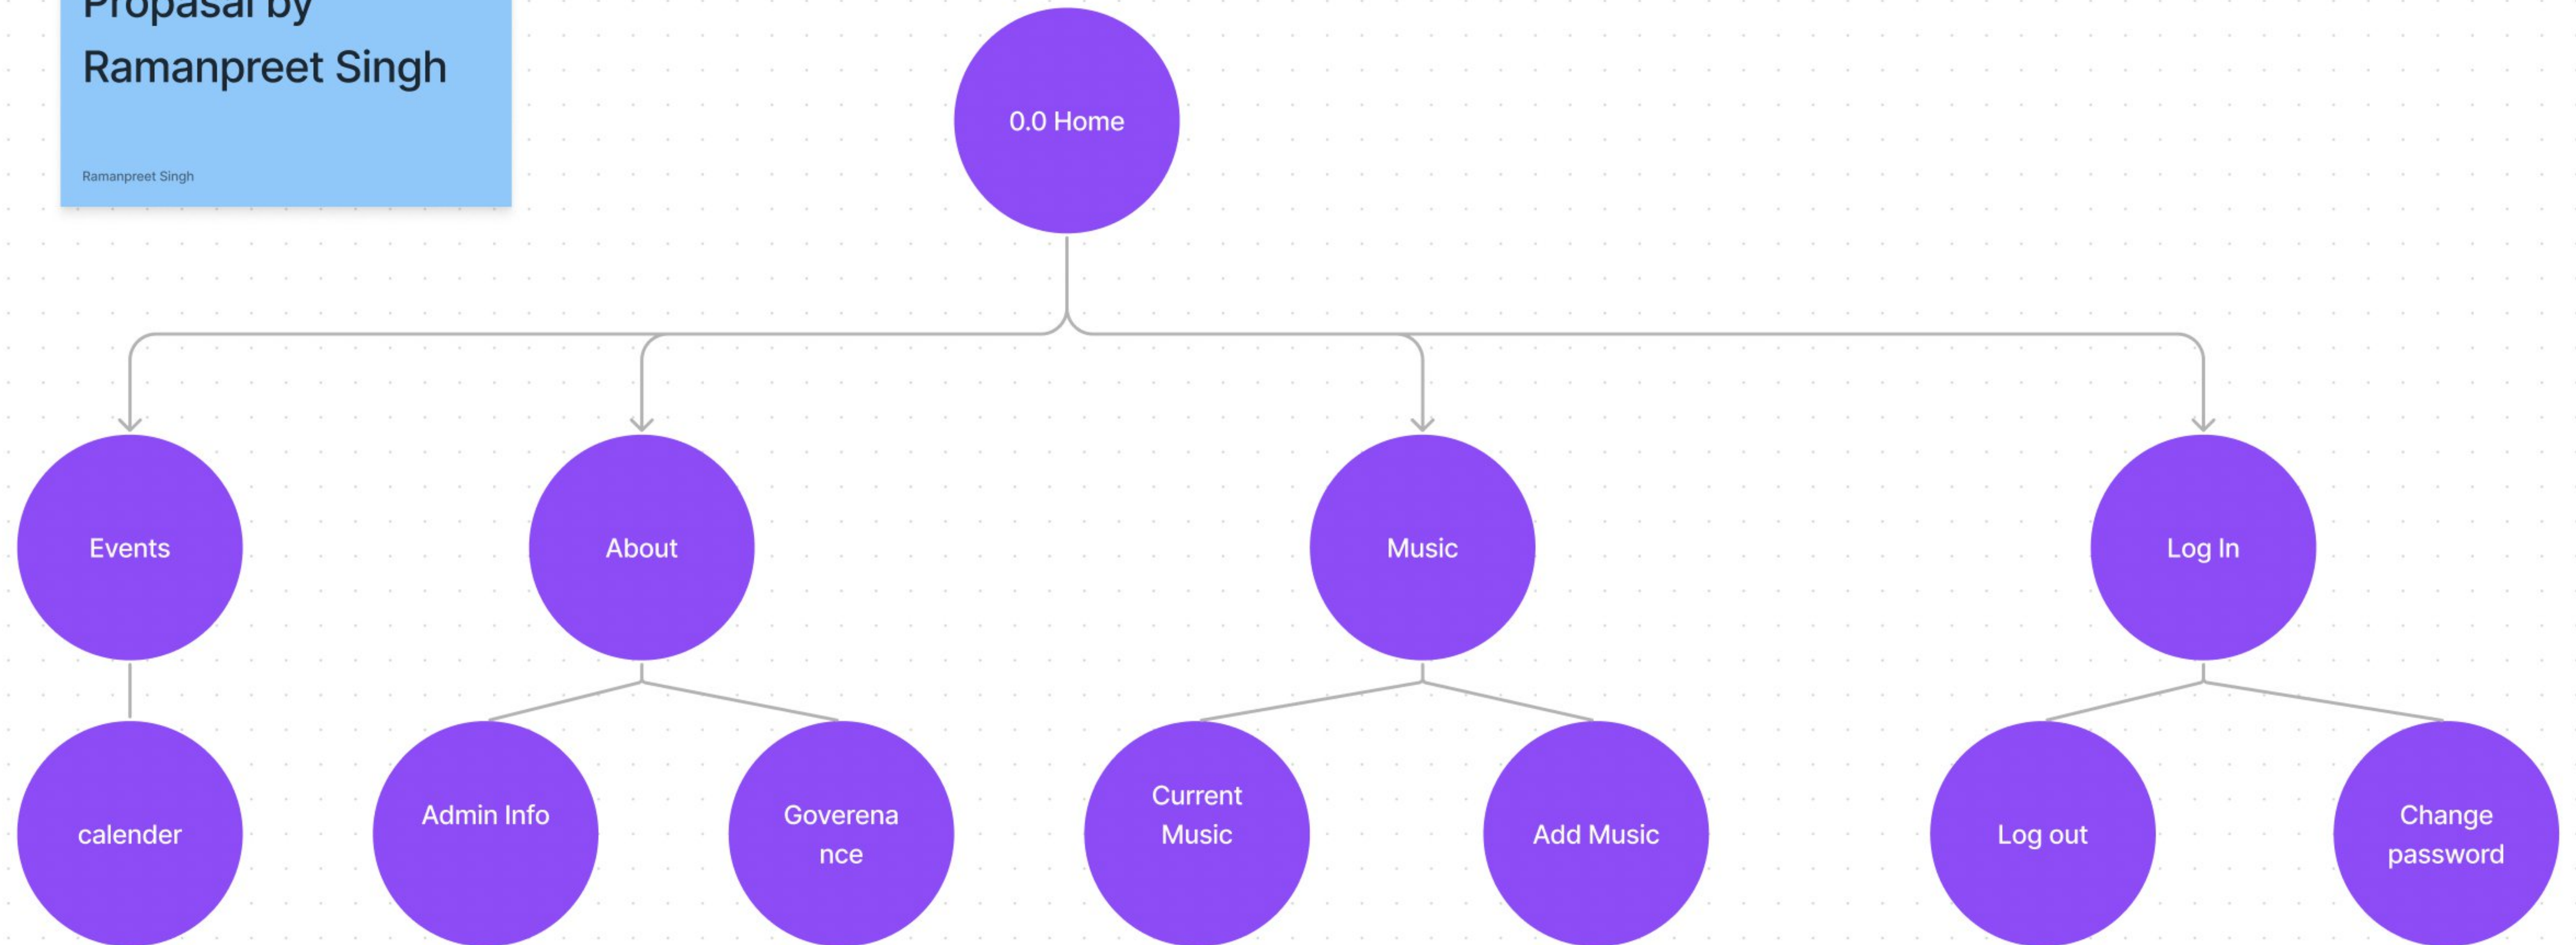 Propasal by
Ramanpreet Singh
Ramanpreet Singh
0.0 Home
Events
About
Music
Log In
calender
Admin Info
Goverena
nce
Current
Music
Add Music
Log out
Change
password